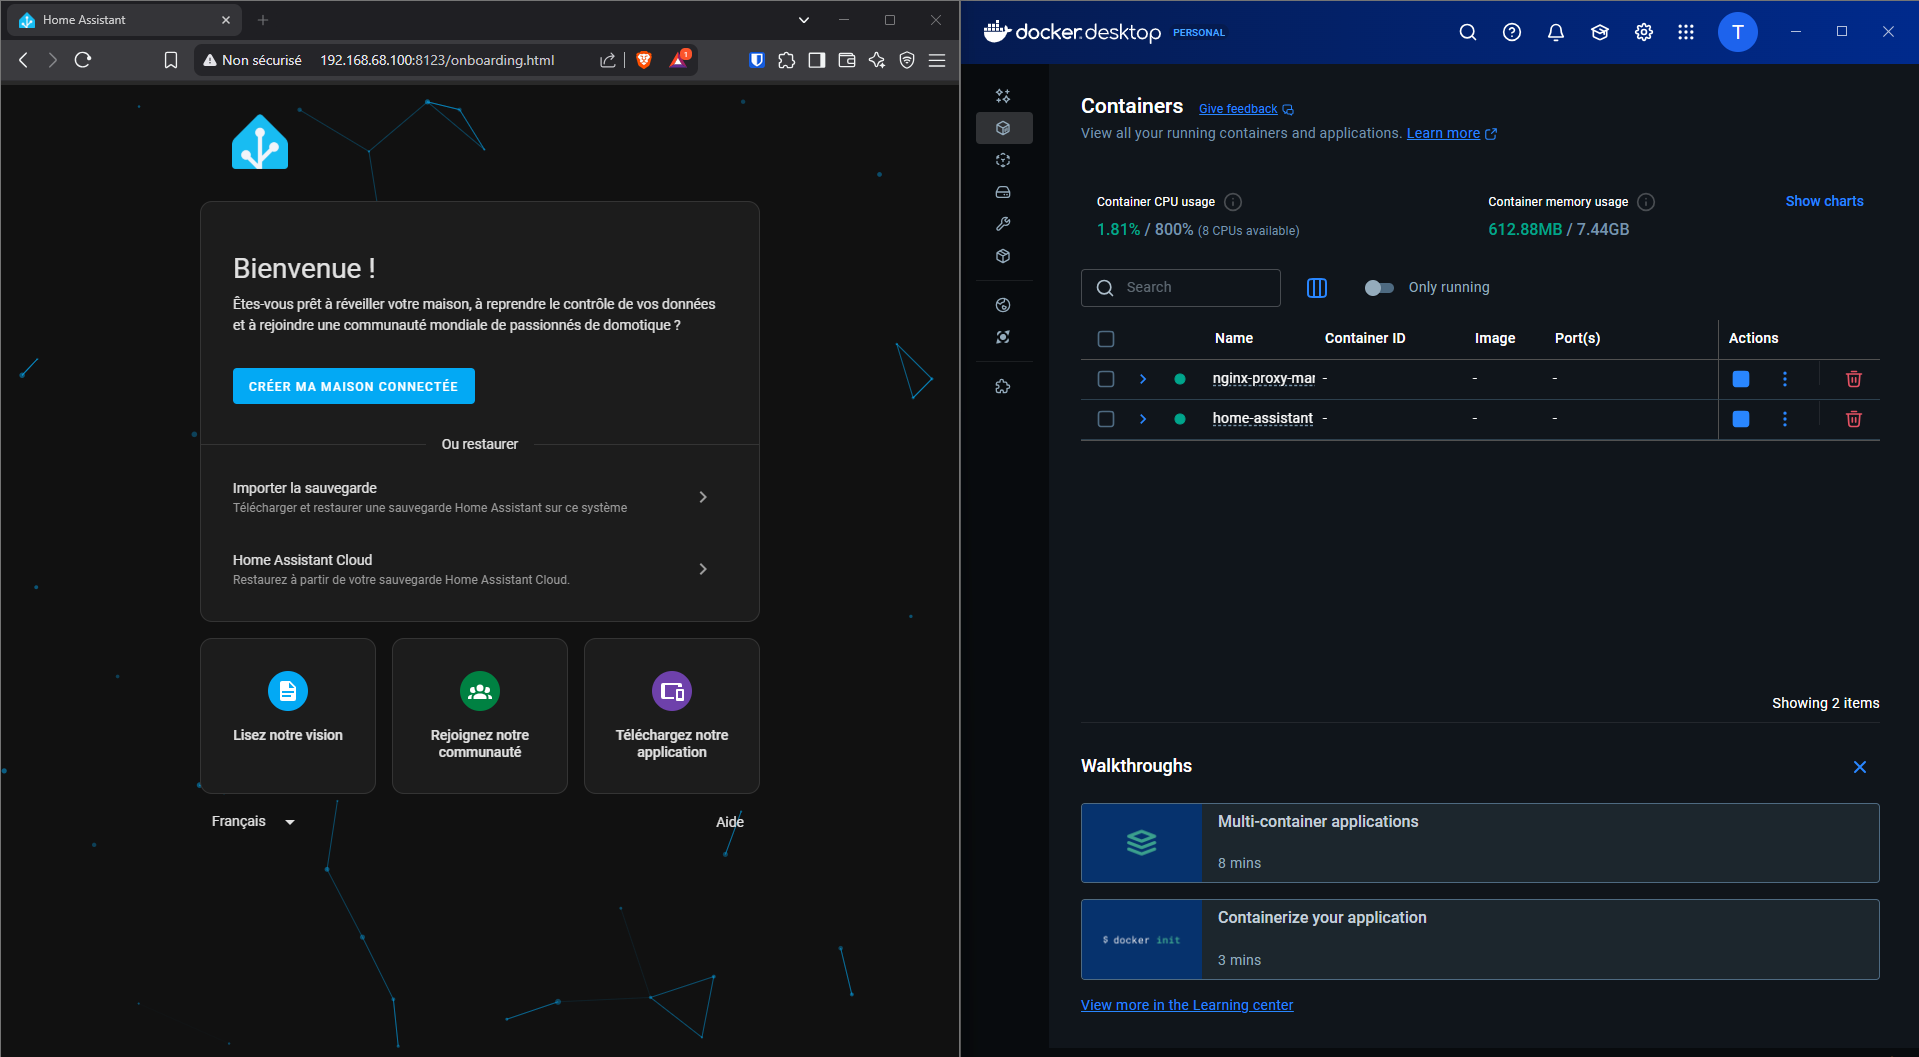 Home Assistant
Non sécurisé 192.168.68.100:8123/onboarding.html
1
Bienvenue !
Êtes-vous prêt à réveiller votre maison, à reprendre le contrôle de vos données
et à rejoindre une communauté mondiale de passionnés de domotique ?
CRÉER MA MAISON CONNECTÉE
Ou restaurer
Importer la sauvegarde
Télécharger et restaurer une sauvegarde Home Assistant sur ce système
Home Assistant Cloud
Restaurez à partir de votre sauvegarde Home Assistant Cloud.
Lisez notre vision
Rejoignez notre
communauté
Téléchargez notre
application
Français
Aide
docker.desktop PERSONAL
T
Containers Give feedback
View all your running containers and applications. Learn more
Container CPU usage
1.81% / 800% (8 CPUs available)
Container memory usage
612.88MB / 7.44GB
Show charts
Search
Only running
Name Container ID Image Port(s) Actions
nginx-proxy-mar - - -
home-assistant - - -
Showing 2 items
Walkthroughs
Multi-container applications
8 mins
$ docker init
Containerize your application
3 mins
View more in the Learning center